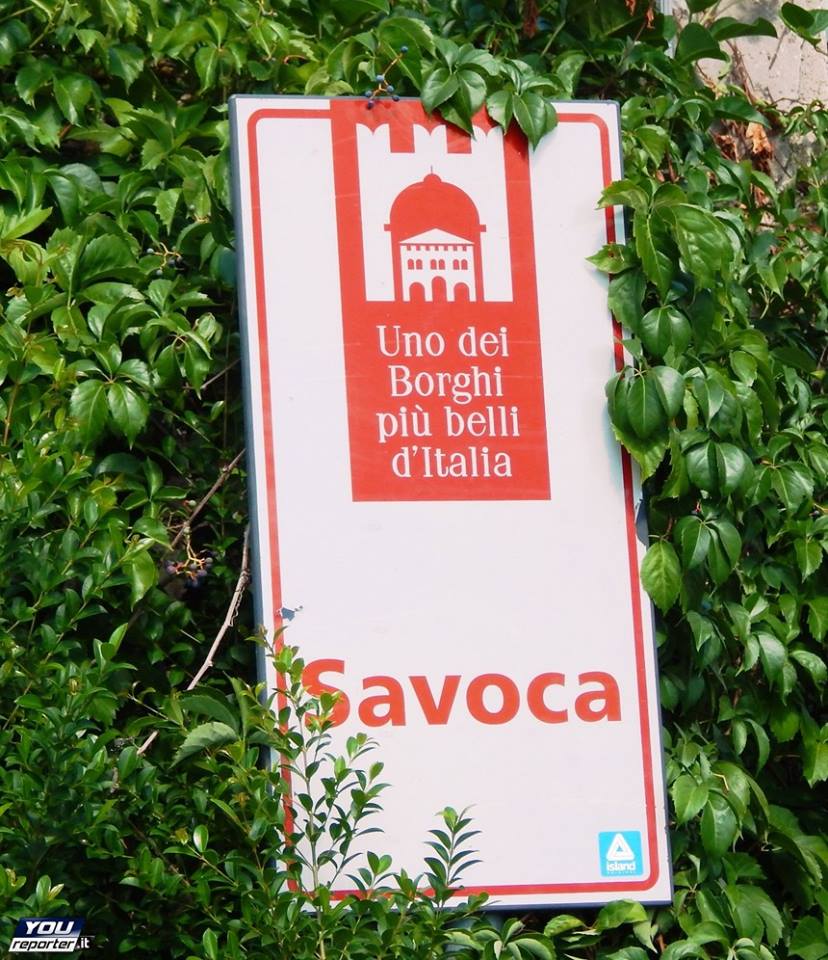 Uno dei
Borghi
più belli
d'Italia
Savoca
island
YOU
reporter.it